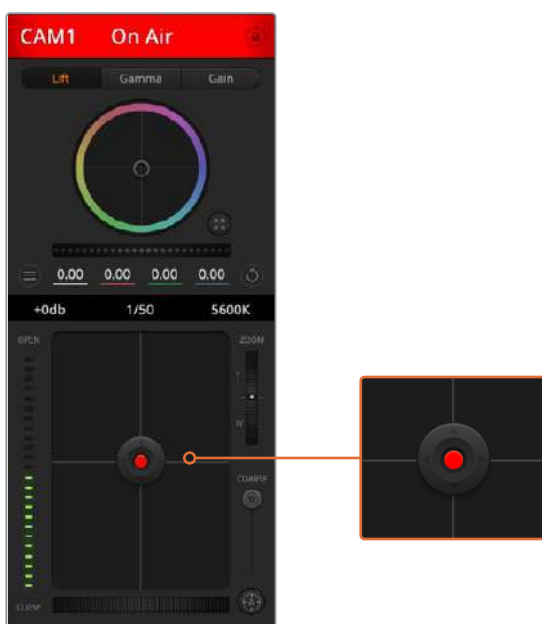 CAM1 On Air
Lift Gamma Gain
0.00 0.00 0.00 0.00
+0db 1/50 5600K
OPEN ZOOM
T
W
COARSE
CLOSE